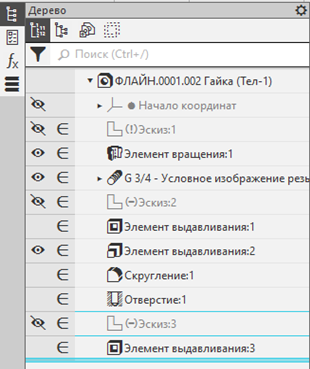 Дерево
Поиск (Ctrl+/)
ФЛАЙН.0001.002 Гайка (Тел-1)
Начало координат
(!)Эскиз:1
Элемент вращения:1
G 3/4 - Условное изображение резь
(-)Эскиз:2
Элемент выдавливания:1
Элемент выдавливания:2
Скругление:1
Отверстие:1
(-)Эскиз:3
Элемент выдавливания:3